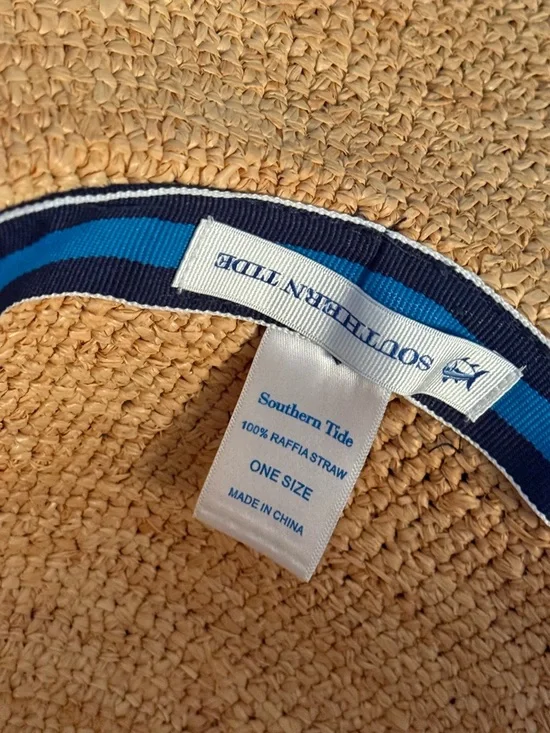 SOUTHERN TIDE
Southern Tide
100% RAFFIA STRAW
ONE SIZE
MADE IN CHINA